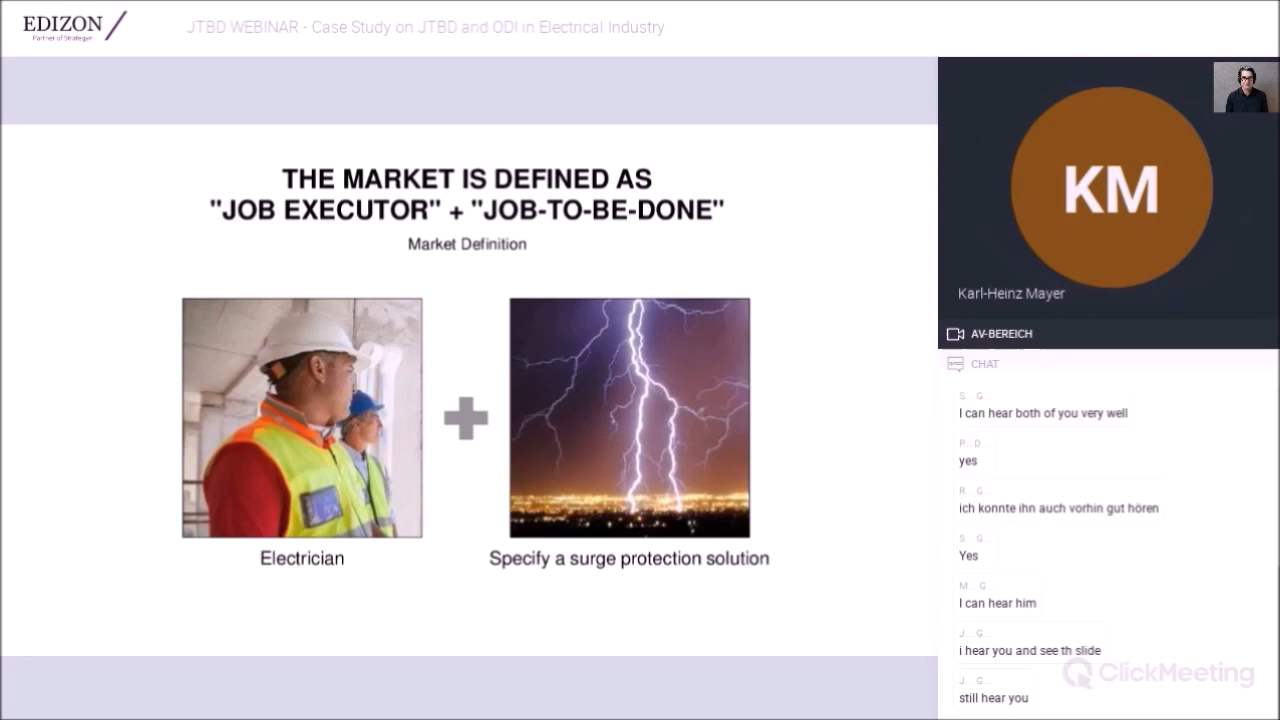 EDIZON
Partner of Strategyn
JTBD WEBINAR - Case Study on JTBD and ODI in Electrical Industry
THE MARKET IS DEFINED AS
"JOB EXECUTOR" + "JOB-TO-BE-DONE"
Market Definition
Electrician
Specify a surge protection solution
KM
Karl-Heinz Mayer
AV-BEREICH
CHAT
S... G...
I can hear both of you very well
P... D...
yes
R... G...
ich konnte ihn auch vorhin gut hören
S... G...
Yes
M... G
I can hear him
J... G...
i hear you and see th slide
J... G...
still hear you
ClickMeeting